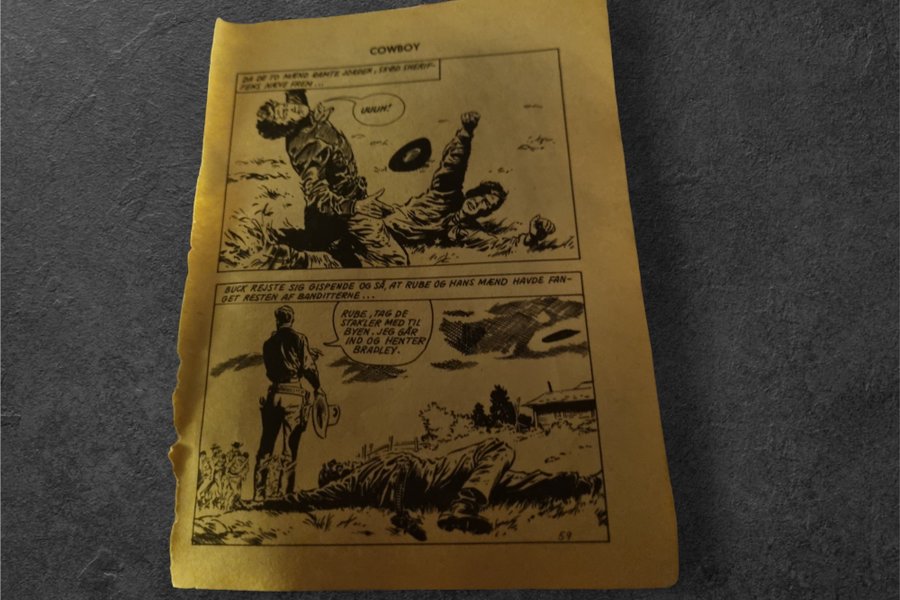 COWBOY
DA DE TO MÆND RAMTE JORDEN, SKØD SHERIF-
FENS NÆVE FREM...
UUUH!
BUCK REJSTE SIG GISPENDE OG SÅ, AT RUBE OG HANS MÆND HAVDE FAN-
GET RESTEN AF BANDITTERNE...
RUBE, TAG DE
STAKLER MED TIL
BYEN. JEG GÅR
IND OG HENTER
BRADLEY.
59